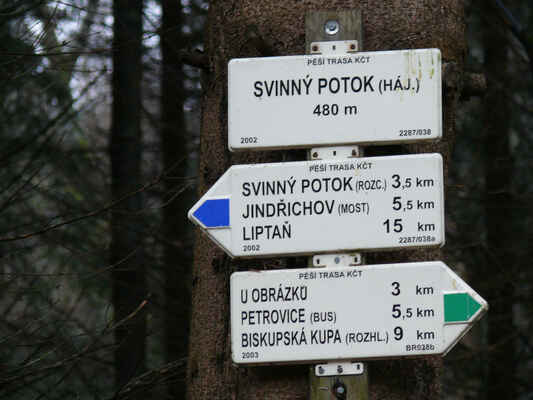 PĚŠÍ TRASA KČT
SVINNÝ POTOK (HÁJ.)
480 m
2002 2287/038
PĚŠÍ TRASA KČT
SVINNÝ POTOK (ROZC.) 3,5 km
JINDŘICHOV (MOST) 5,5 km
LIPTAŇ 15 km
2002 2287/038a
PĚŠÍ TRASA KČT
U OBRÁZKŮ 3 km
PETROVICE (BUS) 5,5 km
BISKUPSKÁ KUPA (ROZHL.) 9 km
2003 BR028b